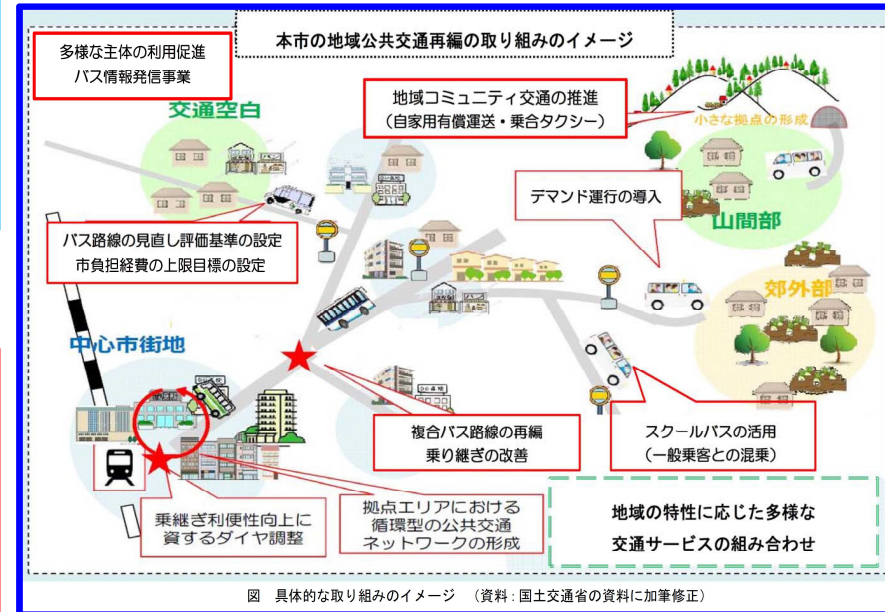 本市の地域公共交通再編の取り組みのイメージ
多様な主体の利用促進
バス情報発信事業
交通空白
地域コミュニティ交通の推進
（自家用有償運送・乗合タクシー）
小さな拠点の形成
デマンド運行の導入
山間部
バス路線の見直し評価基準の設定
市負担経費の上限目標の設定
郊外部
中心市街地
複合バス路線の再編
乗り継ぎの改善
スクールバスの活用
（一般乗客との混乗）
乗継ぎ利便性向上に
資するダイヤ調整
拠点エリアにおける
循環型の公共交通
ネットワークの形成
地域の特性に応じた多様な
交通サービスの組み合わせ
図　具体的な取り組みのイメージ　（資料：国土交通省の資料に加筆修正）